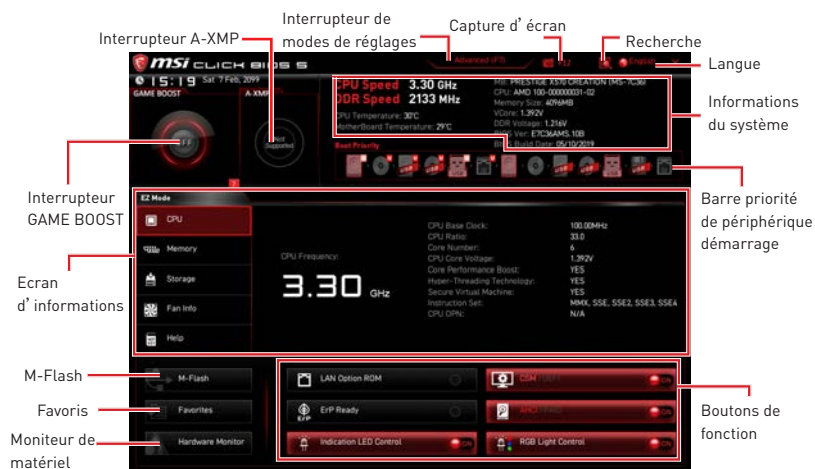 Interrupteur de
modes de réglages
Capture d' écran
Interrupteur A-XMP
Recherche
Langue
msi CLICK BIOS 5
Advanced (F7)
F12
English
05:19 Sat 7 Feb, 2099
GAME BOOST
A-XMP
OFF
Not
Supported
CPU Speed 3.30 GHz
DDR Speed 2133 MHz
CPU Temperature: 30°C
MotherBoard Temperature: 29°C
MB: PRESTIGE X570 CREATION (MS-7C36)
CPU: AMD 100-000000031-02
Memory Size: 4096MB
VCore: 1.392V
DDR Voltage: 1.216V
BIOS Ver: E7C36AMS.10B
BIOS Build Date: 05/10/2019
Boot Priority
Informations
du système
Interrupteur
GAME BOOST
Barre priorité
de périphérique
démarrage
EZ Mode
CPU
Memory
Storage
Fan Info
Help
CPU Frequency:
3.30 GHz
CPU Base Clock: 100.00MHz
CPU Ratio: 33.0
Core Number: 6
CPU Core Voltage: 1.392V
Core Performance Boost: YES
Hyper-Threading Technology: YES
Secure Virtual Machine: YES
Instruction Set: MMX, SSE, SSE2, SSE3, SSE4
CPU OPN: N/A
Ecran
d' informations
M-Flash
Favoris
Moniteur de
matériel
M-Flash
Favorites
Hardware Monitor
LAN Option ROM
ErP Ready
Indication LED Control
ON
ON
ON
RGB Light Control
ON
Boutons de
fonction